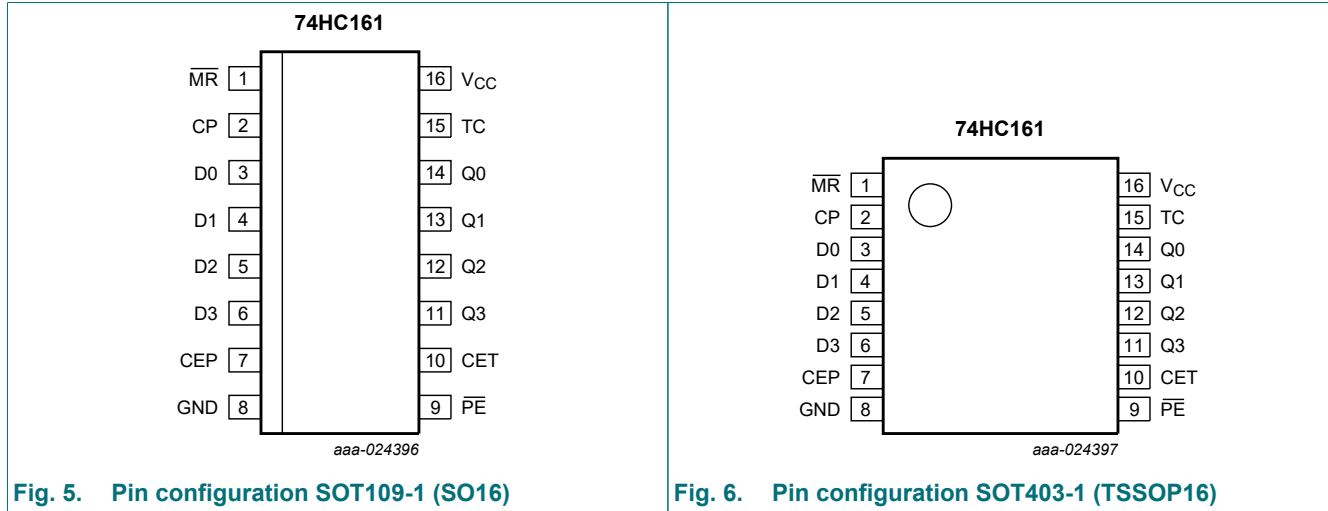 74HC161
M̅R̅ 1 16 VCC
CP 2 15 TC
D0 3 14 Q0
D1 4 13 Q1
D2 5 12 Q2
D3 6 11 Q3
CEP 7 10 CET
GND 8 9 P̅E̅
aaa-024396
Fig. 5. Pin configuration SOT109-1 (SO16)
74HC161
M̅R̅ 1 16 VCC
CP 2 15 TC
D0 3 14 Q0
D1 4 13 Q1
D2 5 12 Q2
D3 6 11 Q3
CEP 7 10 CET
GND 8 9 P̅E̅
aaa-024397
Fig. 6. Pin configuration SOT403-1 (TSSOP16)